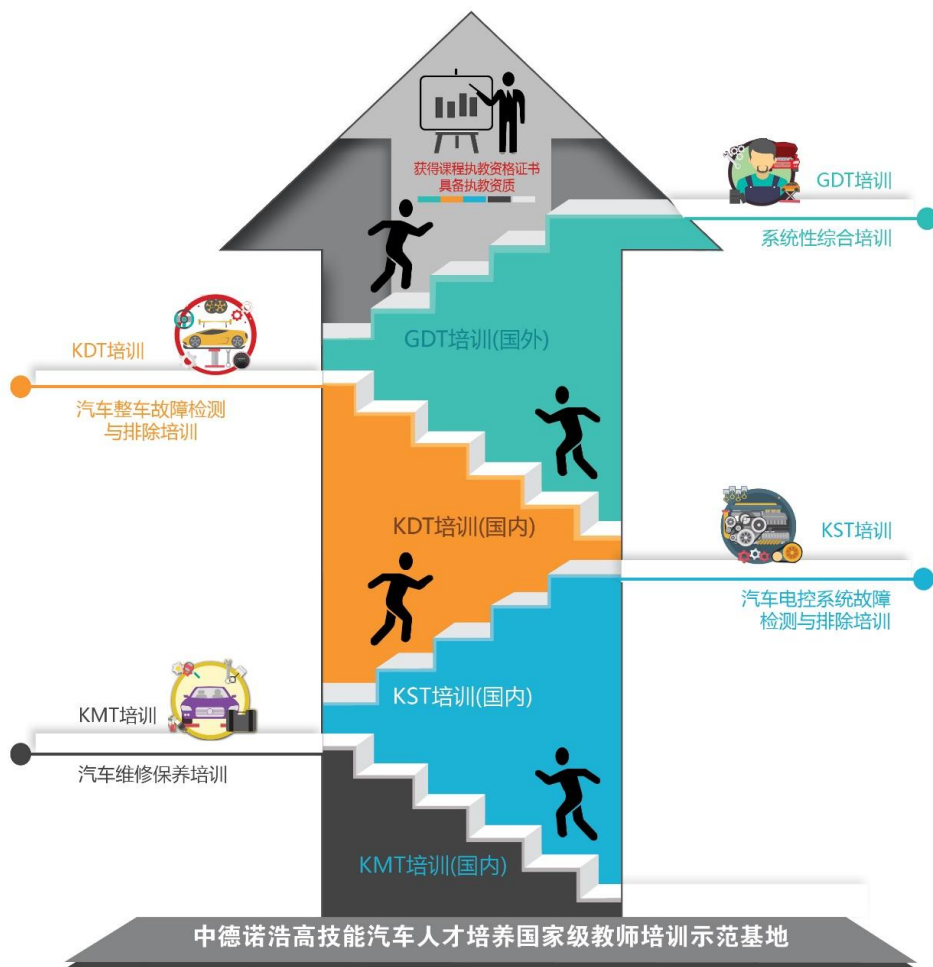 获得课程执教资格证书
具备执教资质
GDT培训
系统性综合培训
GDT培训(国外)
KDT培训
汽车整车故障检测
与排除培训
KDT培训(国内)
KST培训
汽车电控系统故障
检测与排除培训
KST培训(国内)
KMT培训
汽车维修保养培训
KMT培训(国内)
中德诺浩高技能汽车人才培养国家级教师培训示范基地